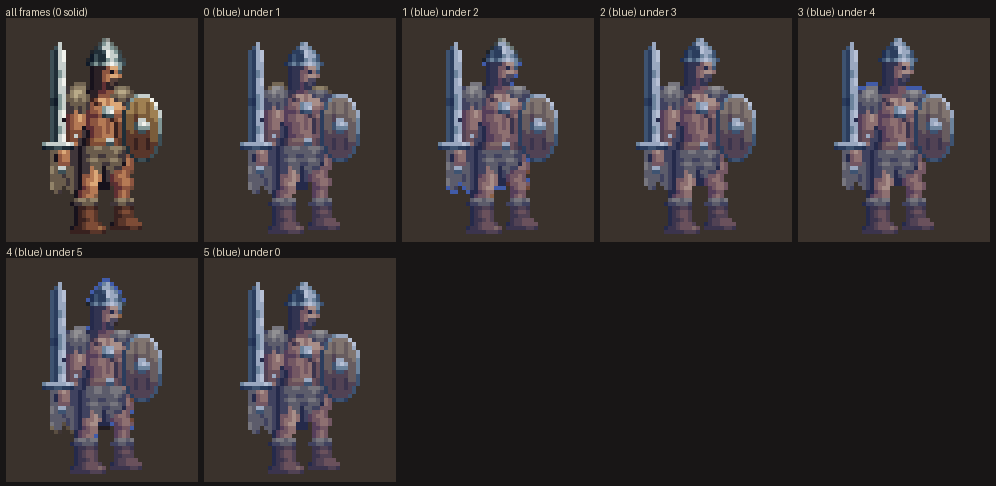 all frames (0 solid)
0 (blue) under 1
1 (blue) under 2
2 (blue) under 3
3 (blue) under 4
4 (blue) under 5
5 (blue) under 0